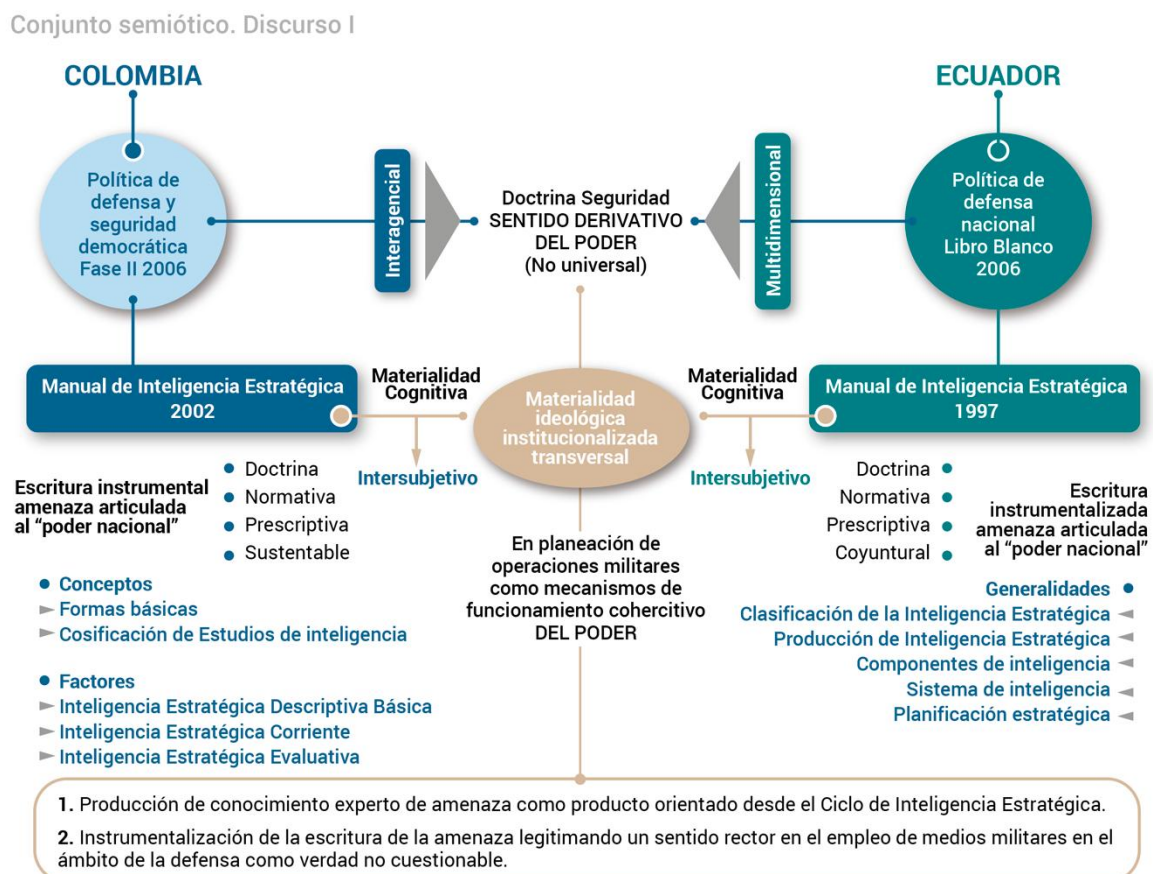 Conjunto semiótico. Discurso I
COLOMBIA
ECUADOR
Política de
defensa y
seguridad
democrática
Fase II 2006
Interagencial
Doctrina Seguridad
SENTIDO DERIVATIVO
DEL PODER
(No universal)
Multidimensional
Política de
defensa
nacional
Libro Blanco
2006
Manual de Inteligencia Estratégica
2002
Materialidad
Cognitiva
Intersubjetivo
Materialidad
ideológica
institucionalizada
transversal
Materialidad
Cognitiva
Intersubjetivo
Manual de Inteligencia Estratégica
1997
Escritura instrumental
amenaza articulada
al “poder nacional”
Doctrina
Normativa
Prescriptiva
Sustentable
En planeación de
operaciones militares
como mecanismos de
funcionamiento cohercitivo
DEL PODER
Doctrina
Normativa
Prescriptiva
Coyuntural
Escritura
instrumentalizada
amenaza articulada
al “poder nacional”
Conceptos
Formas básicas
Cosificación de Estudios de inteligencia
Factores
Inteligencia Estratégica Descriptiva Básica
Inteligencia Estratégica Corriente
Inteligencia Estratégica Evaluativa
Generalidades
Clasificación de la Inteligencia Estratégica
Producción de Inteligencia Estratégica
Componentes de inteligencia
Sistema de inteligencia
Planificación estratégica
1. Producción de conocimiento experto de amenaza como producto orientado desde el Ciclo de Inteligencia Estratégica.
2. Instrumentalización de la escritura de la amenaza legitimando un sentido rector en el empleo de medios militares en el
ámbito de la defensa como verdad no cuestionable.